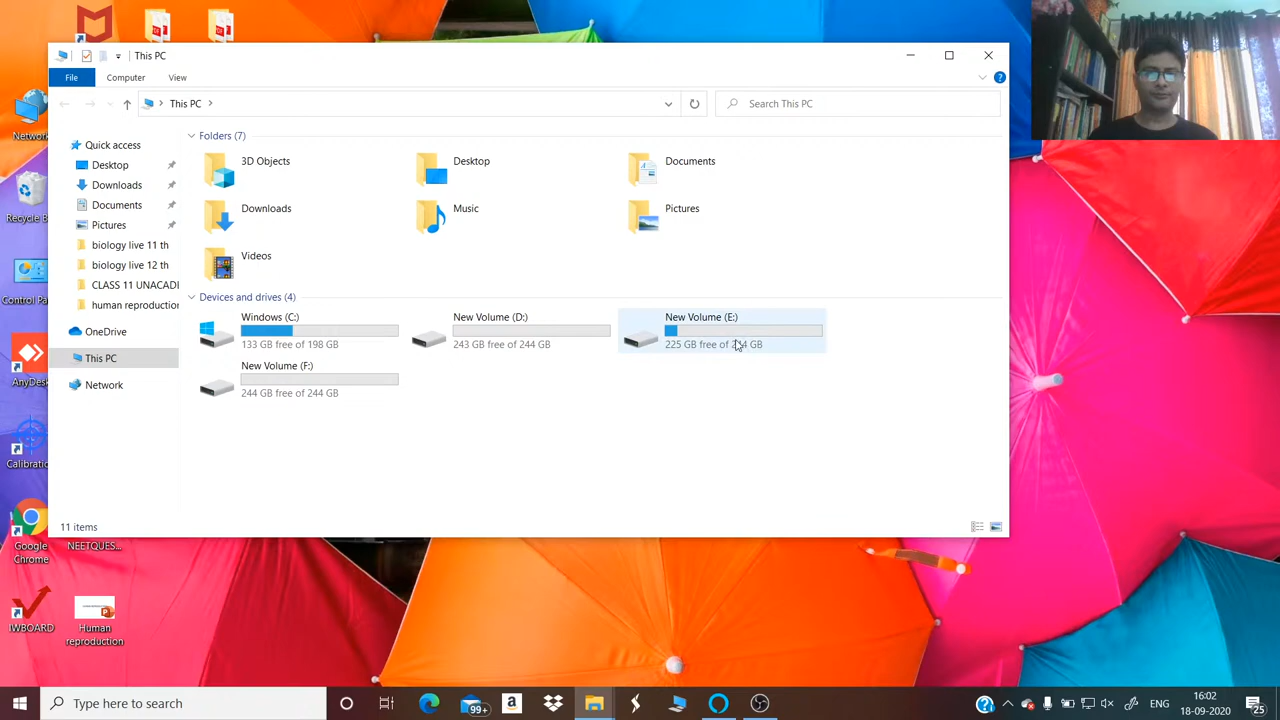 This PC
File
Computer
View
This PC
Search This PC
Quick access
Desktop
Downloads
Documents
Pictures
biology live 11 th
biology live 12 th
CLASS 11 UNACADI
human reproduction
OneDrive
This PC
Network
Folders (7)
3D Objects
Desktop
Documents
Downloads
Music
Pictures
Videos
Devices and drives (4)
Windows (C:)
133 GB free of 198 GB
New Volume (D:)
243 GB free of 244 GB
New Volume (E:)
225 GB free of 244 GB
New Volume (F:)
244 GB free of 244 GB
11 items
Network
Recycle B
Control Pa
AnyDesk
Calibratio
Google
Chrome
NEETQUES...
IWBOARD
Human
reproduction
Type here to search
99+
ENG
16:02
18-09-2020
25